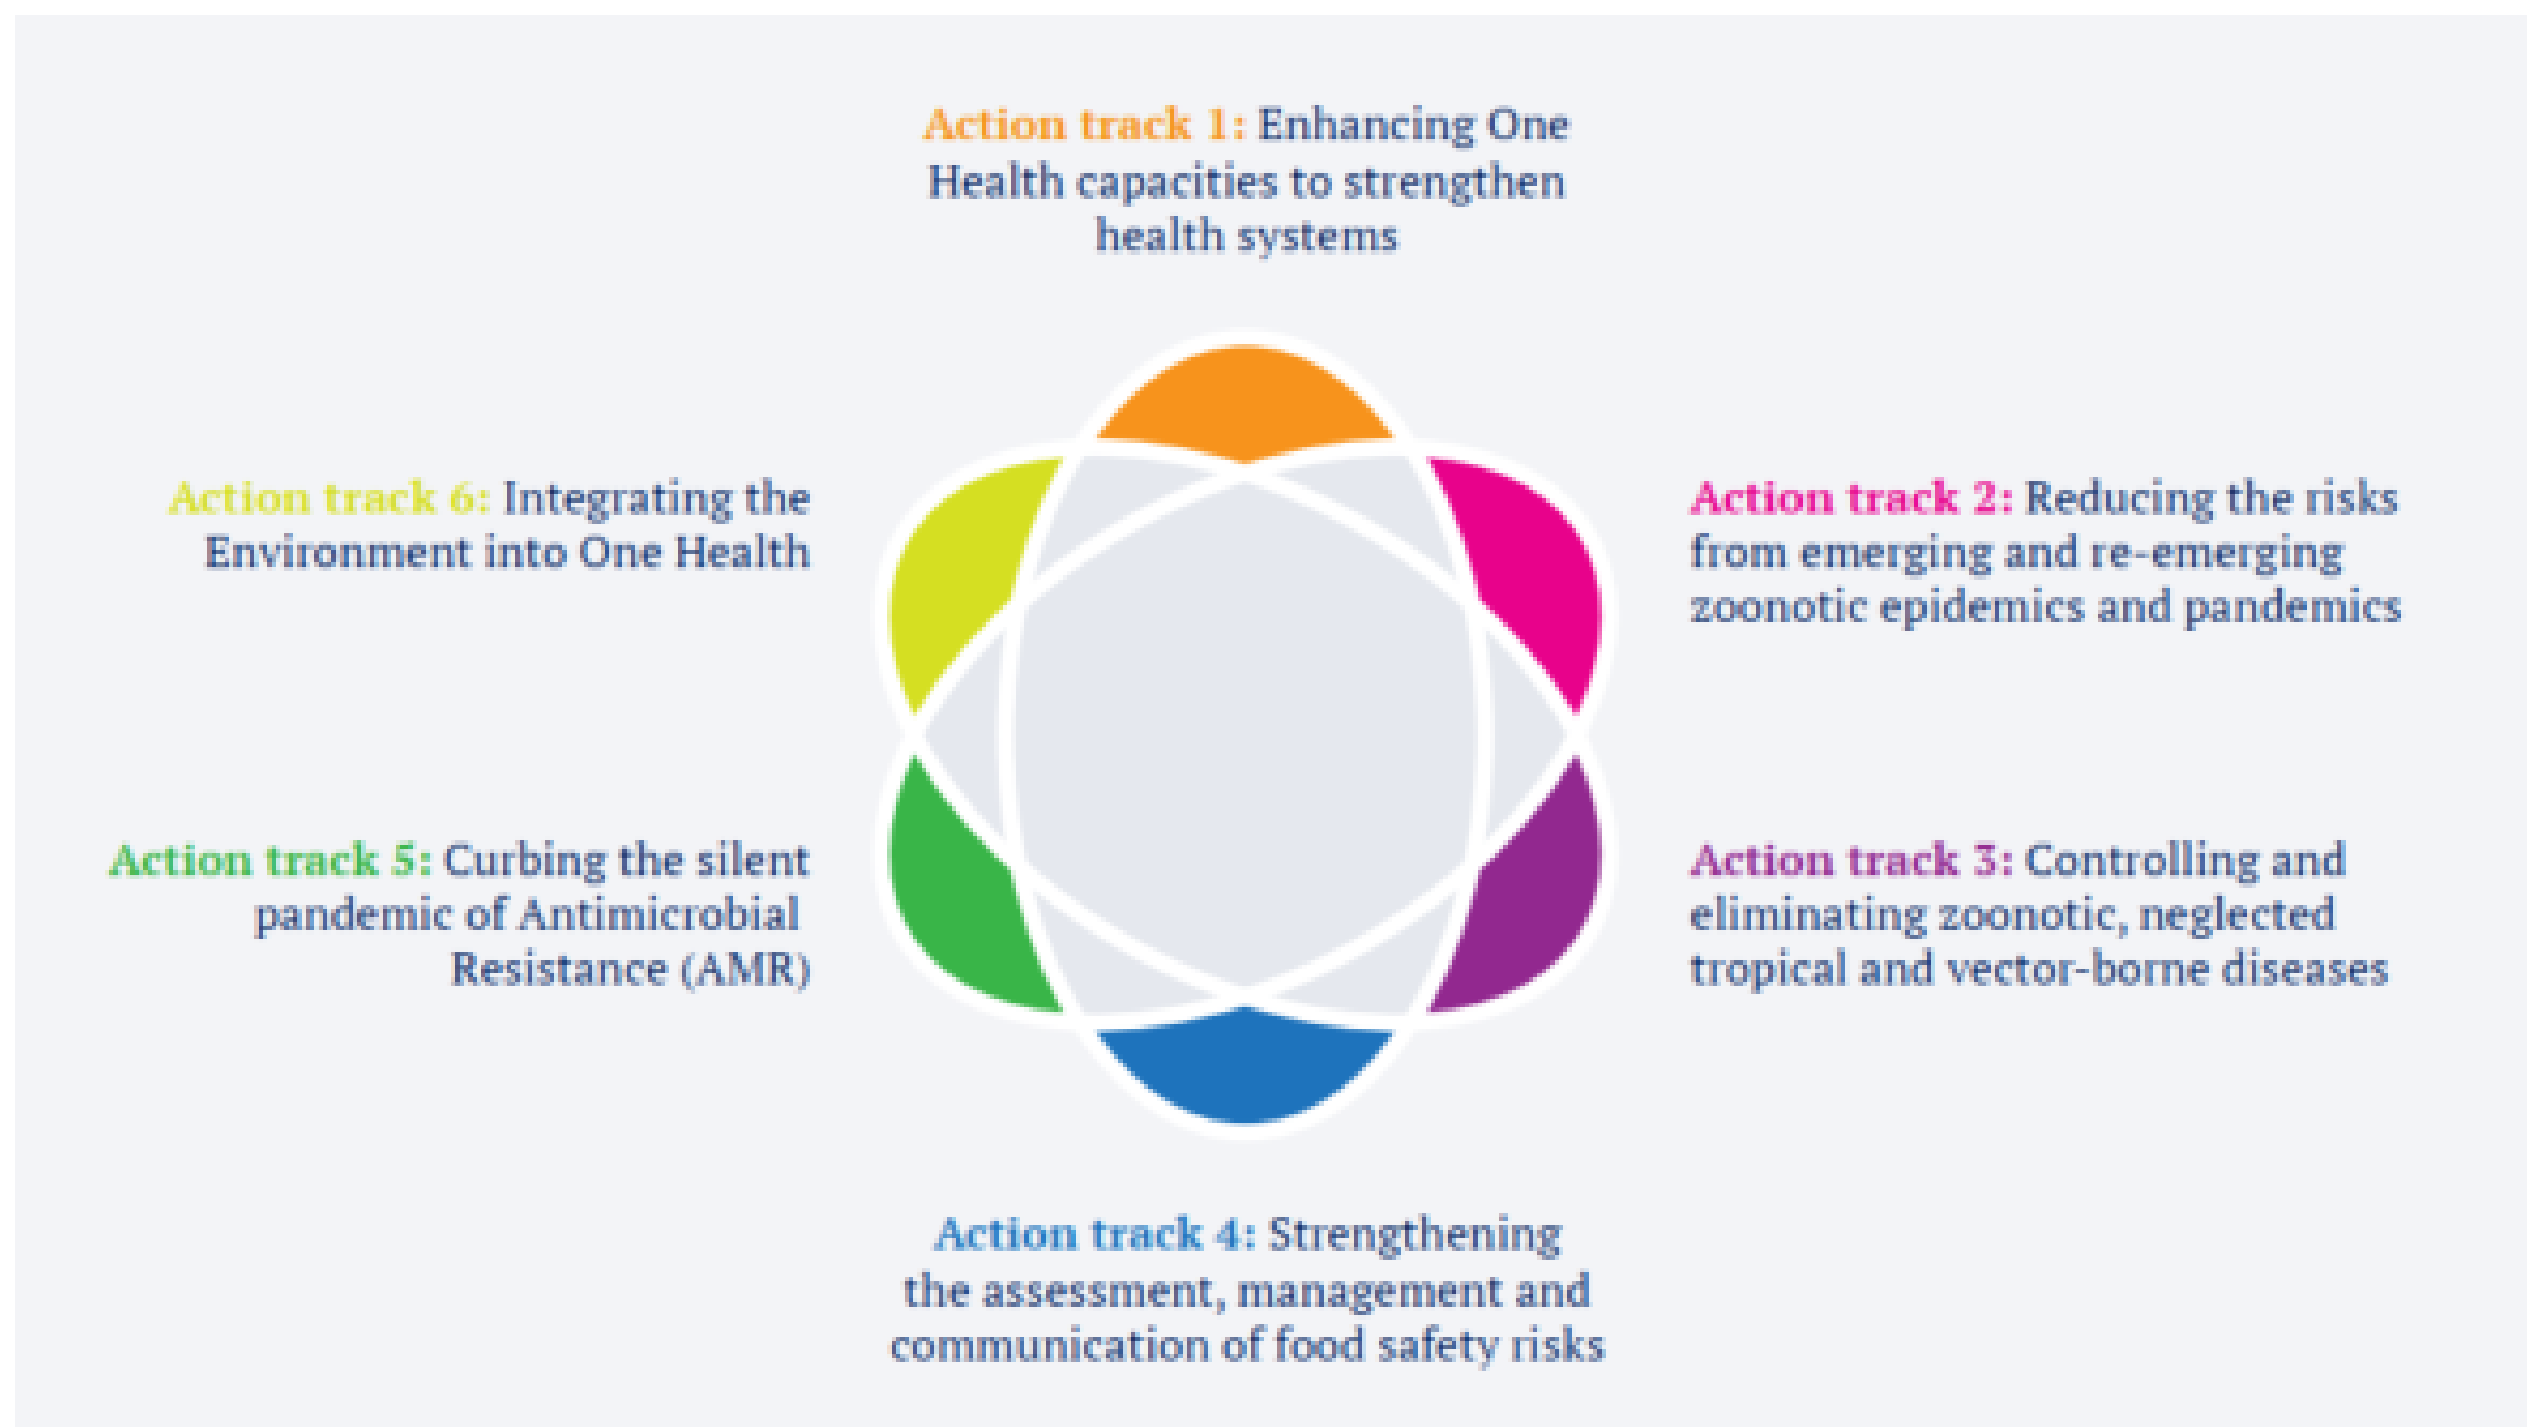 Action track 1: Enhancing One
Health capacities to strengthen
health systems
Action track 2: Reducing the risks
from emerging and re-emerging
zoonotic epidemics and pandemics
Action track 3: Controlling and
eliminating zoonotic, neglected
tropical and vector-borne diseases
Action track 4: Strengthening
the assessment, management and
communication of food safety risks
Action track 5: Curbing the silent
pandemic of Antimicrobial
Resistance (AMR)
Action track 6: Integrating the
Environment into One Health